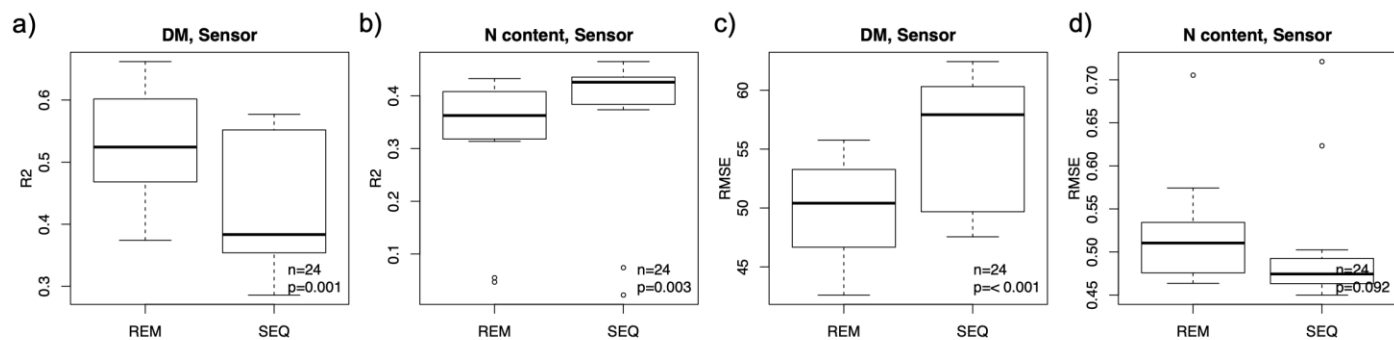 a)
DM, Sensor
R2
0.6
0.5
0.4
0.3
n=24
p=0.001
REM
SEQ
b)
N content, Sensor
R2
0.4
0.3
0.2
0.1
n=24
p=0.003
REM
SEQ
c)
DM, Sensor
RMSE
60
55
50
45
n=24
p=< 0.001
REM
SEQ
d)
N content, Sensor
RMSE
0.70
0.65
0.60
0.55
0.50
0.45
n=24
p=0.092
REM
SEQ